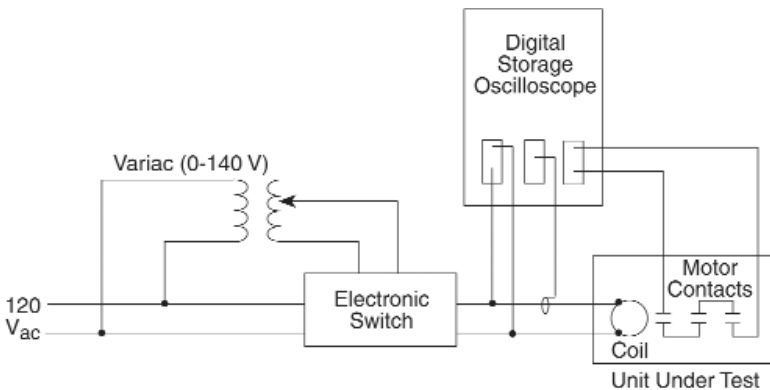 Digital
Storage
Oscilloscope
Variac (0-140 V)
Motor
Contacts
120
Vac
Electronic
Switch
Coil
Unit Under Test